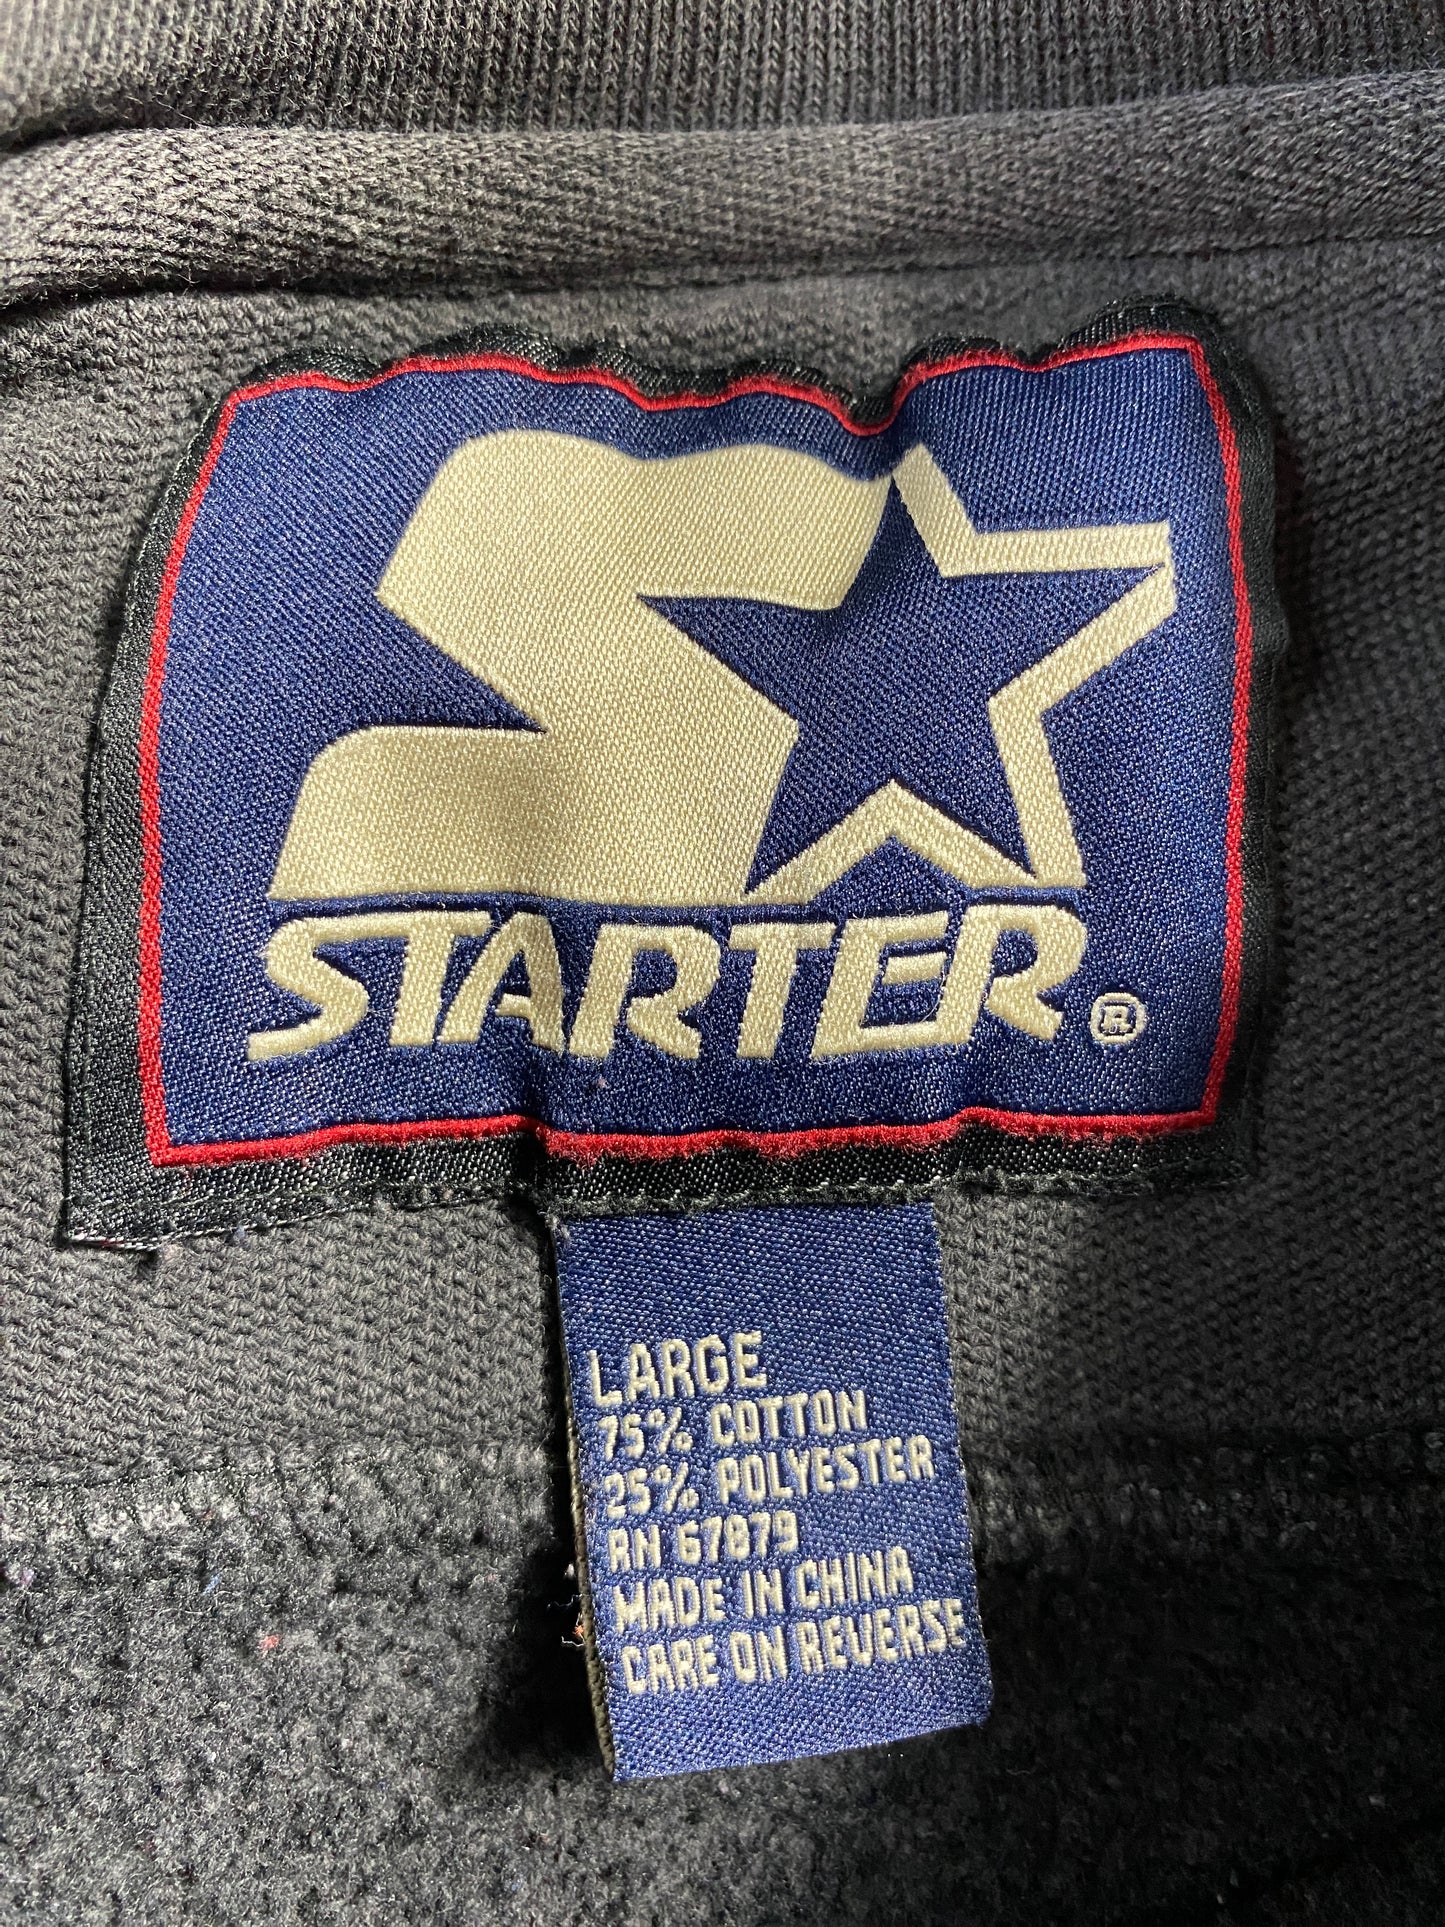 STARTER®
LARGE
75% COTTON
25% POLYESTER
RN 67879
MADE IN CHINA
CARE ON REVERSE